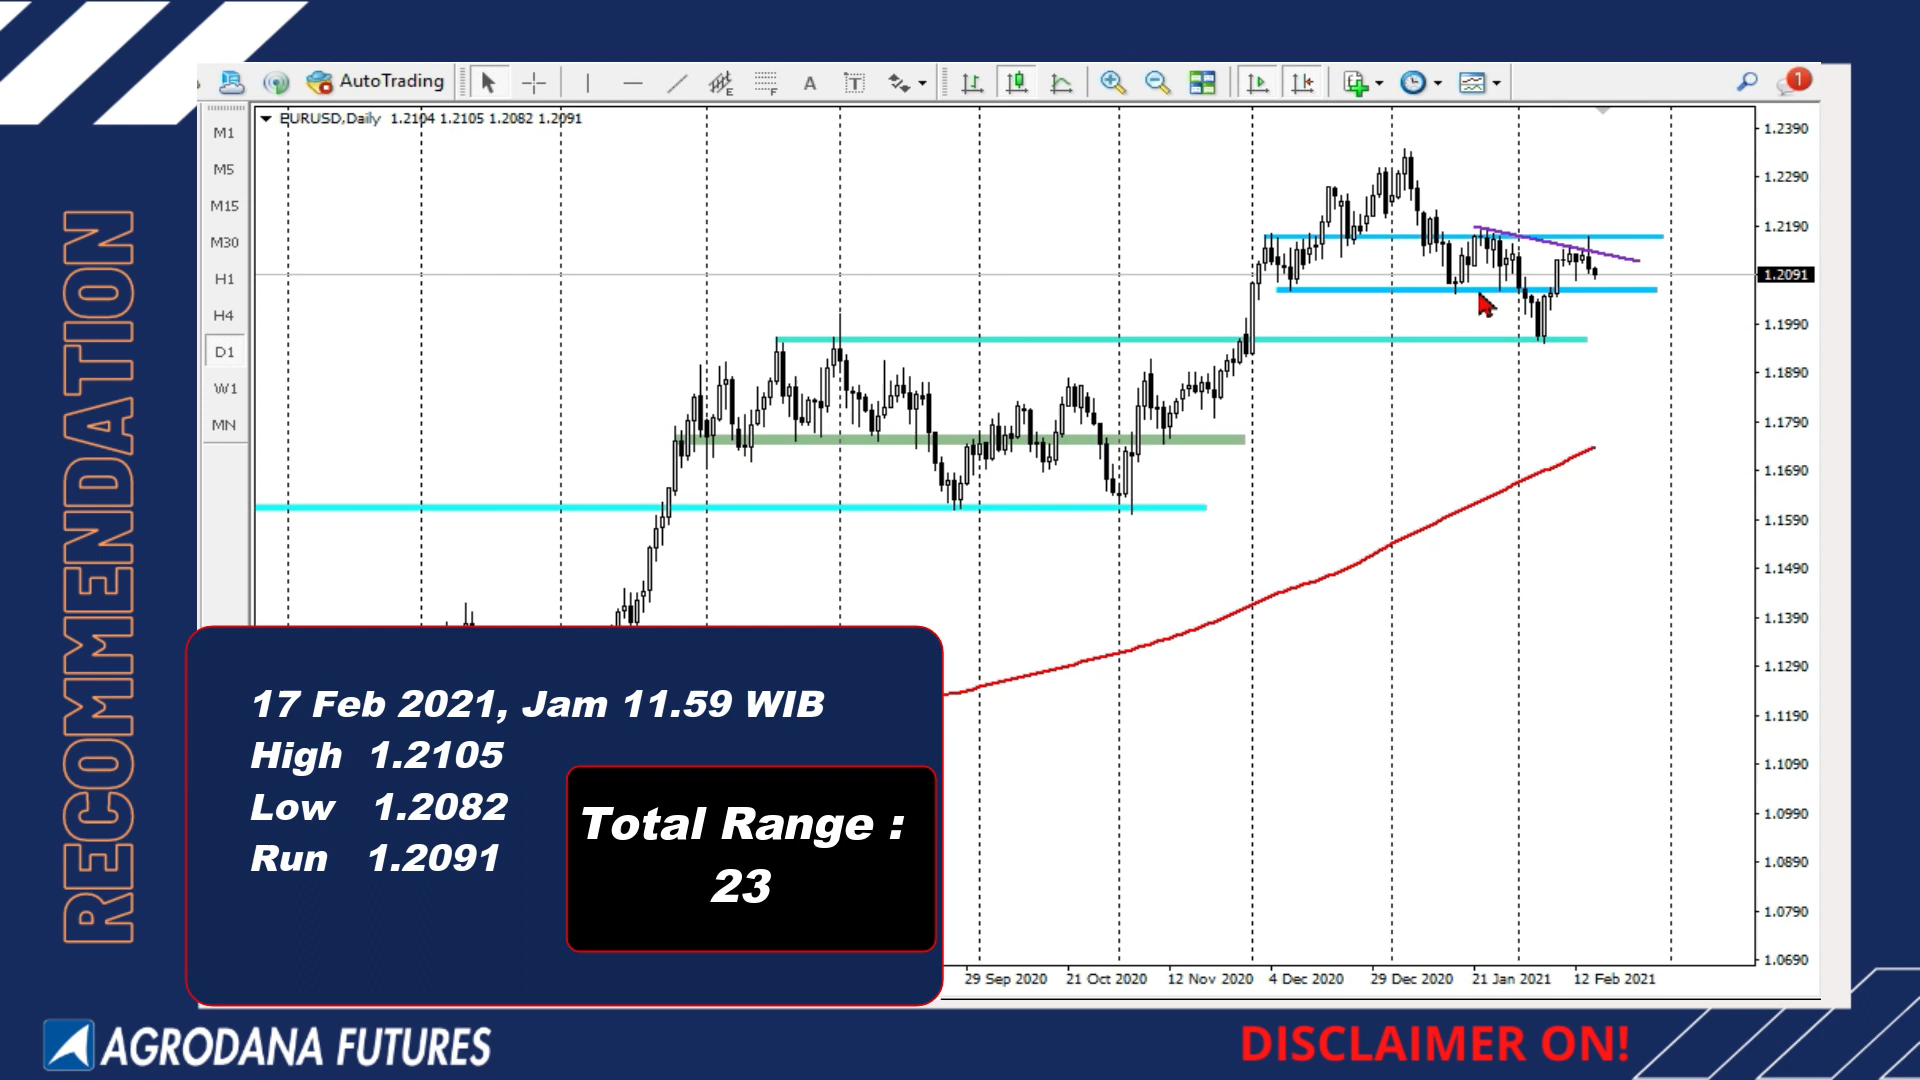 RECOMMENDATION
AutoTrading
E
F
A
T
1
M1
M5
M15
M30
H1
H4
D1
W1
MN
EURUSD,Daily 1.2104 1.2105 1.2082 1.2091
1.2390
1.2290
1.2190
1.2091
1.1990
1.1890
1.1790
1.1690
1.1590
1.1490
1.1390
1.1290
1.1190
1.1090
1.0990
1.0890
1.0790
1.0690
17 Feb 2021, Jam 11.59 WIB
High 1.2105
Low 1.2082
Run 1.2091
Total Range :
23
29 Sep 2020 21 Oct 2020 12 Nov 2020 4 Dec 2020 29 Dec 2020 21 Jan 2021 12 Feb 2021
AGRODANA FUTURES
DISCLAIMER ON!